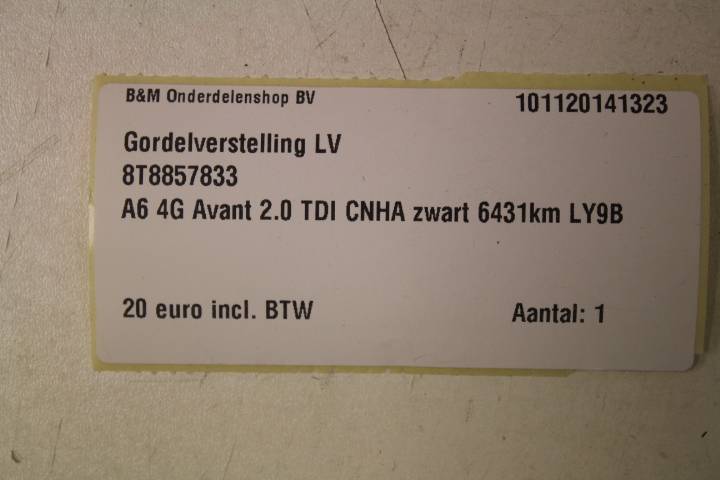 B&M Onderdelenshop BV 101120141323
Gordelverstelling LV
8T8857833
A6 4G Avant 2.0 TDI CNHA zwart 6431km LY9B
20 euro incl. BTW Aantal: 1